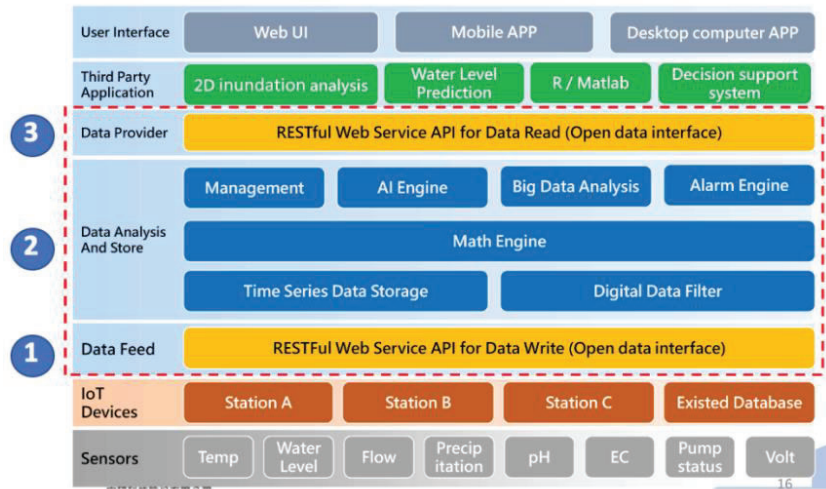 User Interface
Web UI
Mobile APP
Desktop computer APP
Third Party
Application
2D inundation analysis
Water Level
Prediction
R / Matlab
Decision support
system
3
Data Provider
RESTful Web Service API for Data Read (Open data interface)
2
Data Analysis
And Store
Management
AI Engine
Big Data Analysis
Alarm Engine
Math Engine
Time Series Data Storage
Digital Data Filter
1
Data Feed
RESTFul Web Service API for Data Write (Open data interface)
IoT
Devices
Station A
Station B
Station C
Existed Database
Sensors
Temp
Water
Level
Flow
Precip
itation
pH
EC
Pump
status
Volt
16